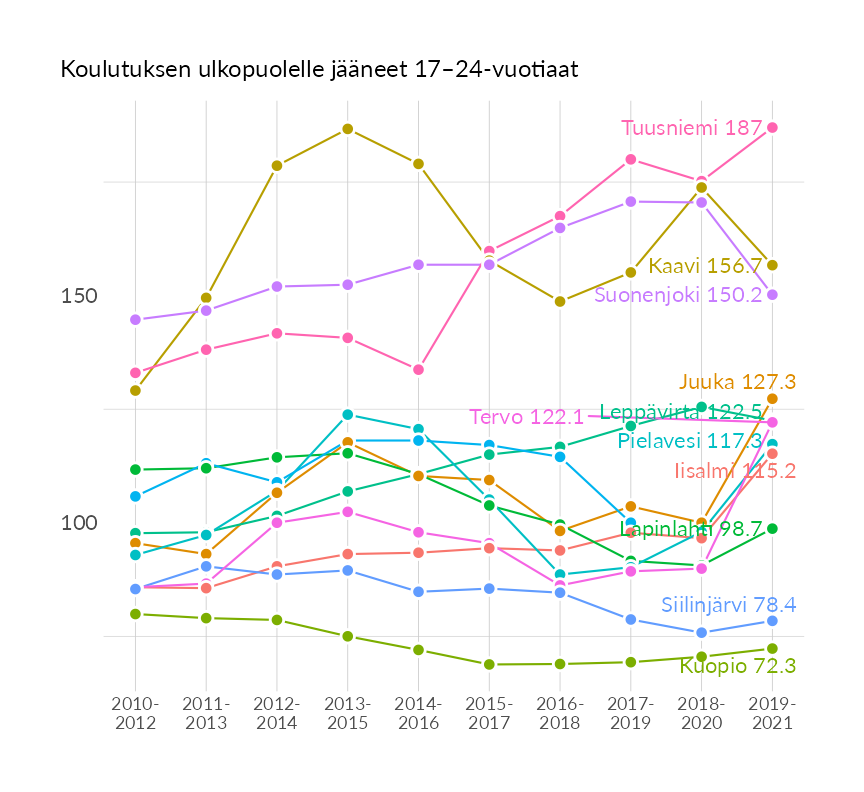 Koulutuksen ulkopuolelle jääneet 17–24-vuotiaat
Tuusniemi 187
Kaavi 156.7
150
Suonenjoki 150.2
Juuka 127.3
Leppävirta 122.5
Tervo 122.1
Pielavesi 117.3
Iisalmi 115.2
100
Lapinlahti 98.7
Siilinjärvi 78.4
Kuopio 72.3
2010- 2011- 2012- 2013- 2014- 2015- 2016- 2017- 2018- 2019-
2012 2013 2014 2015 2016 2017 2018 2019 2020 2021